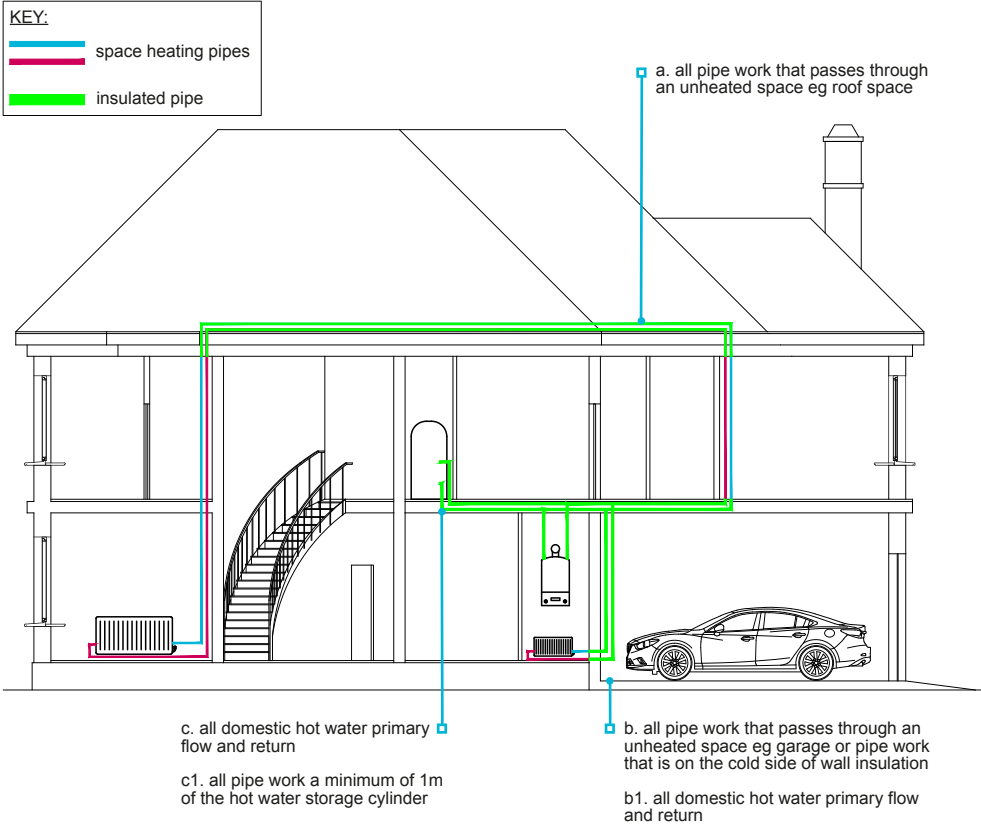 KEY:
space heating pipes
insulated pipe
a. all pipe work that passes through
an unheated space eg roof space
c. all domestic hot water primary
flow and return
c1. all pipe work a minimum of 1m
of the hot water storage cylinder
b. all pipe work that passes through an
unheated space eg garage or pipe work
that is on the cold side of wall insulation
b1. all domestic hot water primary flow
and return